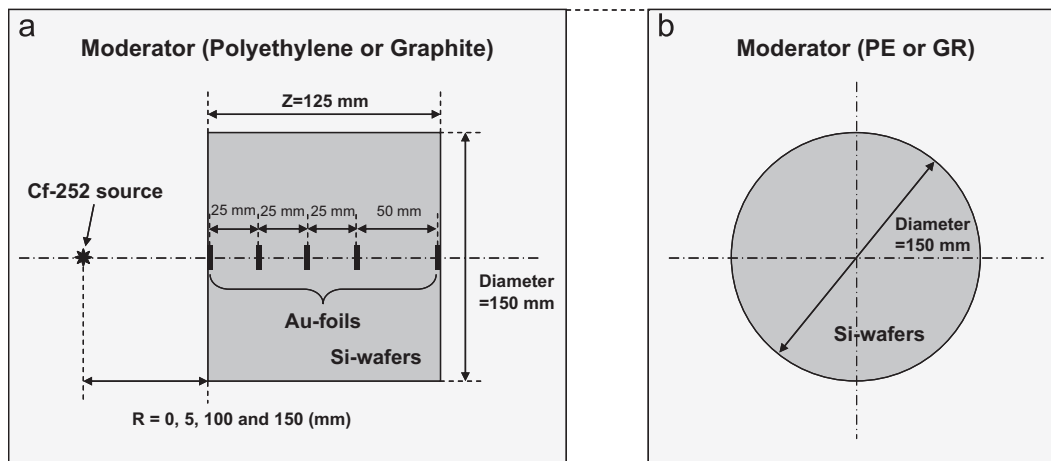 a
Moderator (Polyethylene or Graphite)
Z=125 mm
Cf-252 source
25 mm 25 mm 25 mm 50 mm
Diameter
=150 mm
Au-foils
Si-wafers
R = 0, 5, 100 and 150 (mm)
b
Moderator (PE or GR)
Diameter
=150 mm
Si-wafers